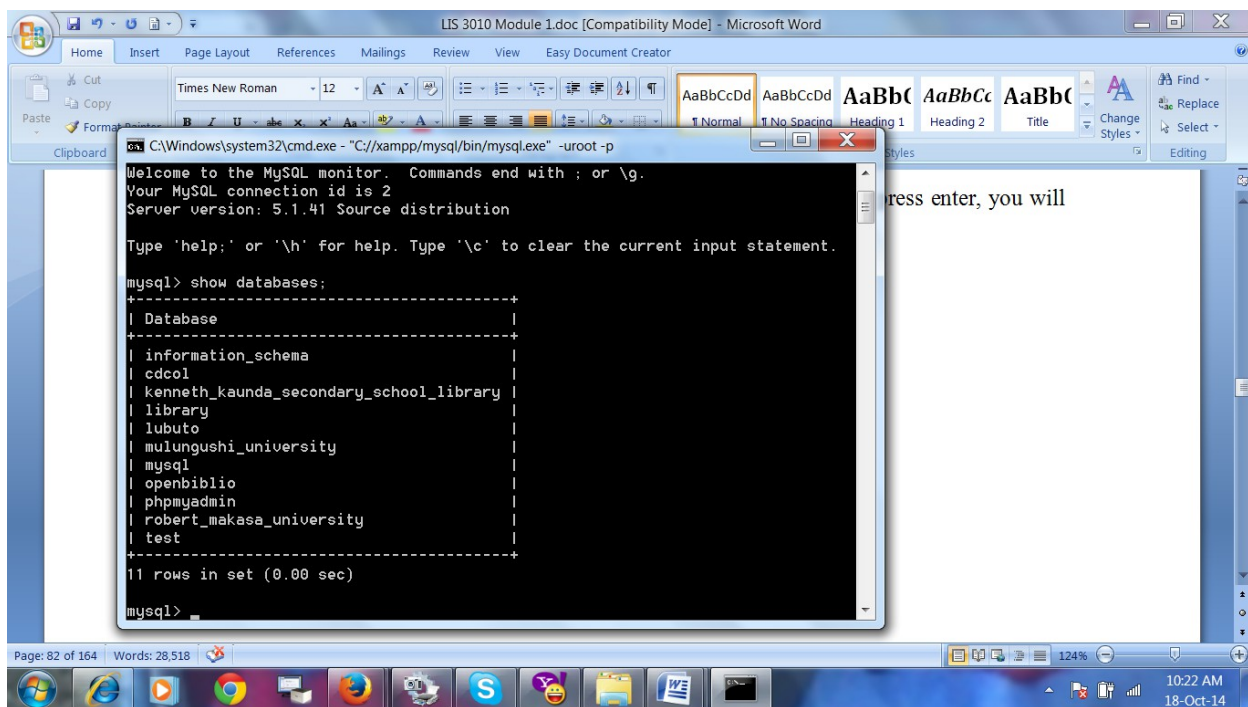 LIS 3010 Module 1.doc [Compatibility Mode] - Microsoft Word
Home Insert Page Layout References Mailings Review View Easy Document Creator
Cut
Copy
Paste
Format Painter
Clipboard
Times New Roman 12
AaBbCcDd AaBbCcDd AaBb( AaBbCc AaBb(
¶ Normal ¶ No Spacing Heading 1 Heading 2 Title
Change Styles
Styles
Find
Replace
Select
Editing
press enter, you will
C:\Windows\system32\cmd.exe - "C://xampp/mysql/bin/mysql.exe" -uroot -p
Welcome to the MySQL monitor. Commands end with ; or \g.
Your MySQL connection id is 2
Server version: 5.1.41 Source distribution
Type 'help;' or '\h' for help. Type '\c' to clear the current input statement.
mysql> show databases;
+------------------------------------------+
| Database |
+------------------------------------------+
| information_schema |
| cdcol |
| kenneth_kaunda_secondary_school_library |
| library |
| lubuto |
| mulungushi_university |
| mysql |
| openbiblio |
| phpmyadmin |
| robert_makasa_university |
| test |
+------------------------------------------+
11 rows in set (0.00 sec)
mysql> _
Page: 82 of 164 Words: 28,518 124%
10:22 AM
18-Oct-14